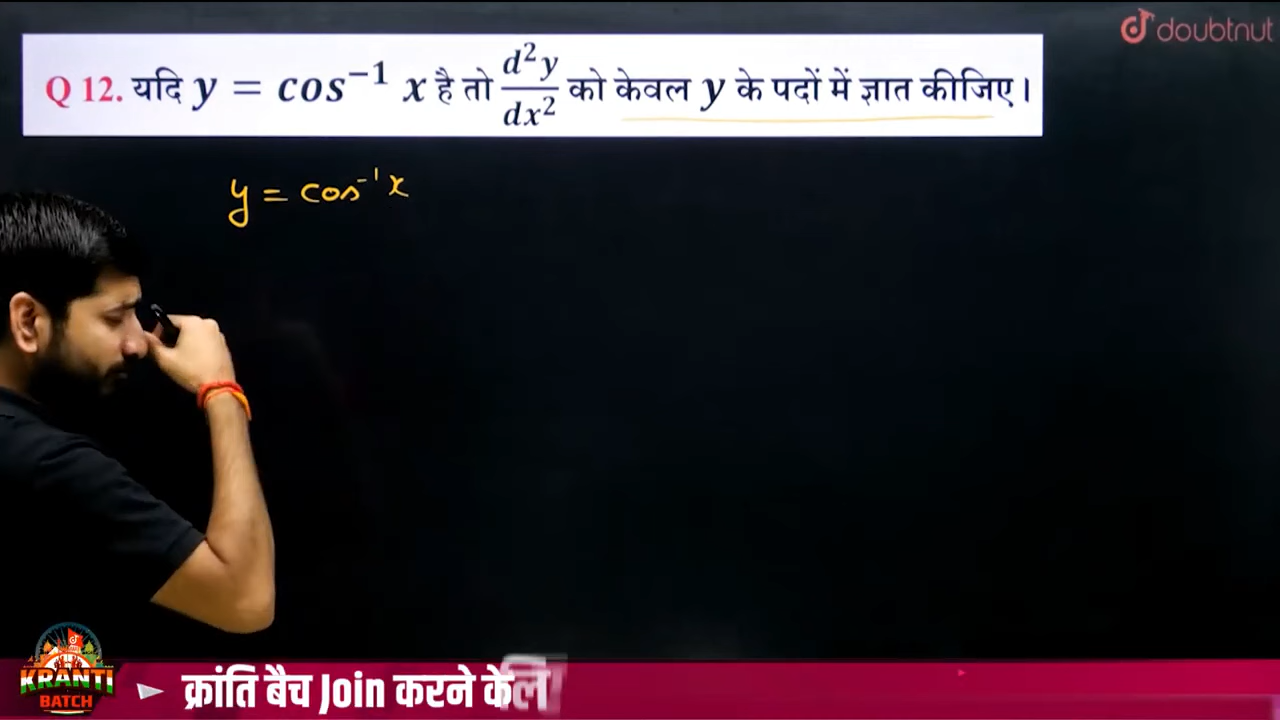 doubtnut
Q 12. यदि y = cos⁻¹ x है तो d²y/dx² को केवल y के पदों में ज्ञात कीजिए।
y = cos⁻¹ x
KRANTI
BATCH
क्रांति बैच Join करने के